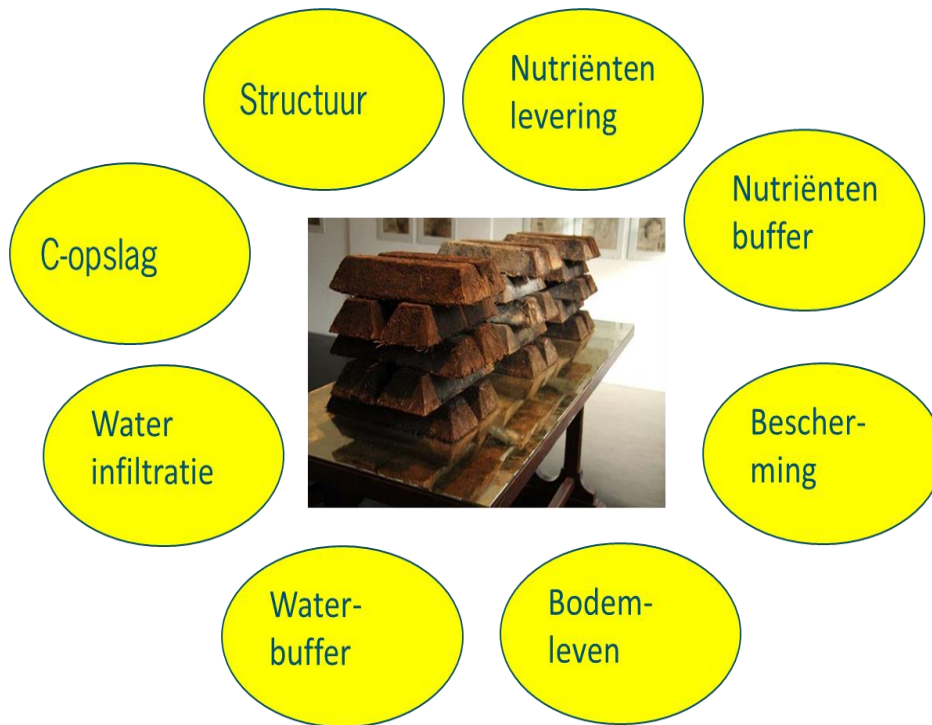 Structuur
Nutriënten
levering
Nutriënten
buffer
C-opslag
Bescher-
ming
Water
infiltratie
Water-
buffer
Bodem-
leven